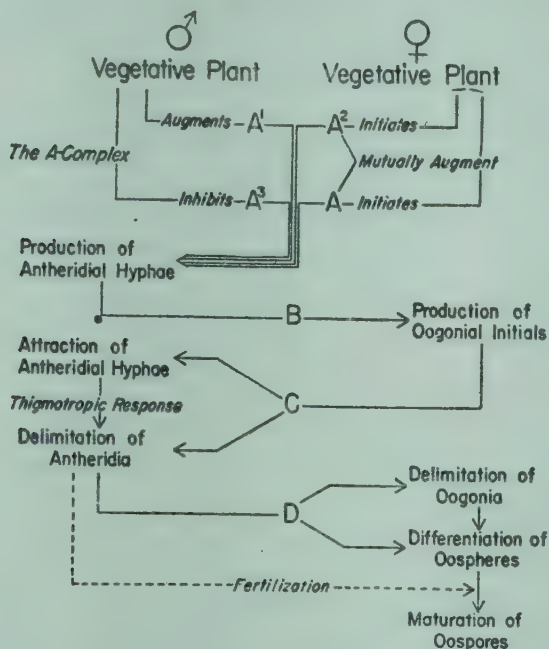 ♂ ♀
Vegetative Plant Vegetative Plant
Augments A¹ A² Initiates
The A-Complex
Mutually Augment
Inhibits A³ A Initiates
Production of
Antheridial Hyphae
B
Production of
Oogonial Initials
Attraction of
Antheridial Hyphae
Thigmotropic Response
C
Delimitation of
Antheridia
Delimitation of
Oogonia
D
Differentiation of
Oospheres
Fertilization
Maturation of
Oospores